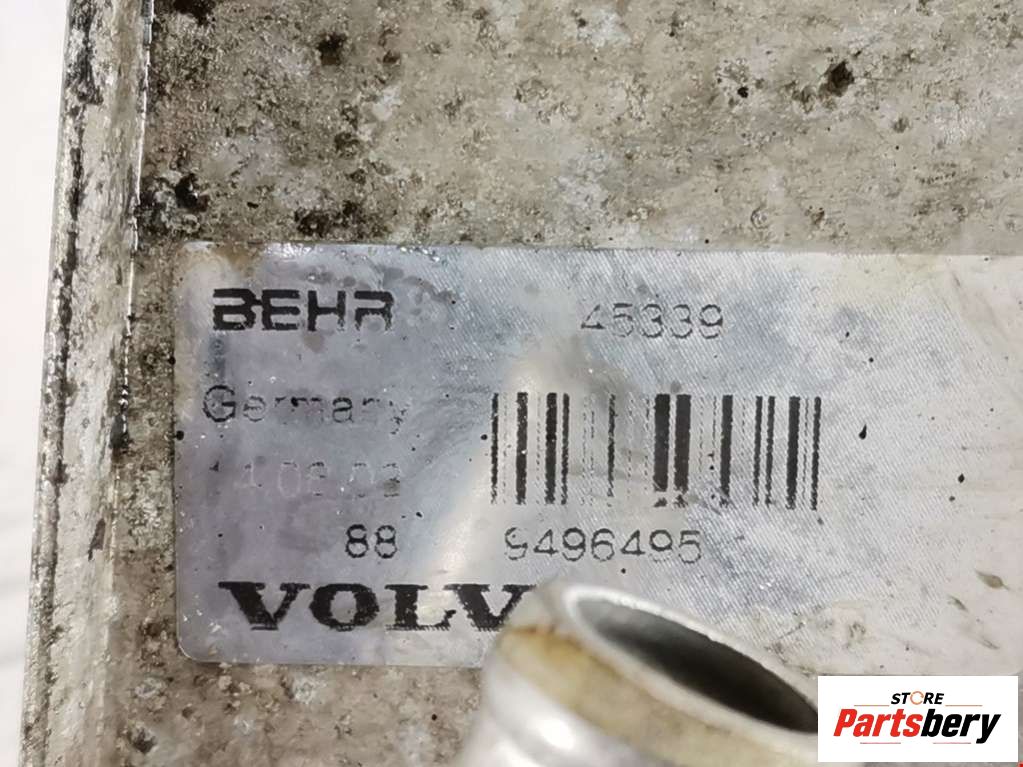 BEHR 45339
Germany
88 9496495
VOLV
STORE
Partsbery